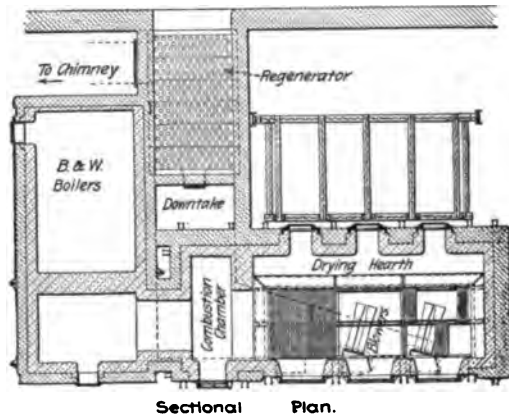 To Chimney
Regenerator
B. & W.
Boilers
Downtake
Drying Hearth
Combustion
Chamber
Blowers
Sectional Plan.